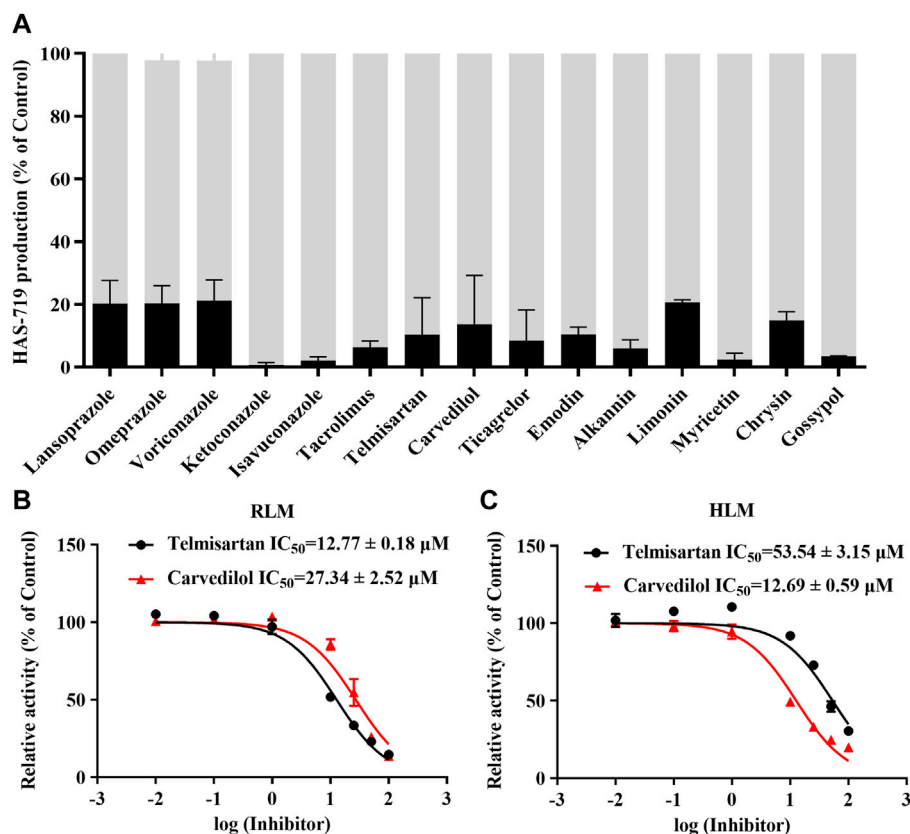 A
HAS-719 production (% of Control)
100
80
60
40
20
0
Lansoprazole
Omeprazole
Voriconazole
Ketoconazole
Isavuconazole
Tacrolimus
Telmisartan
Carvedilol
Ticagrelor
Emodin
Alkannin
Limonin
Myricetin
Chrysin
Gossypol
B
RLM
Relative activity (% of Control)
150
100
50
0
Telmisartan IC50=12.77 ± 0.18 μM
Carvedilol IC50=27.34 ± 2.52 μM
-3 -2 -1 0 1 2 3
log (Inhibitor)
C
HLM
Relative activity (% of Control)
150
100
50
0
Telmisartan IC50=53.54 ± 3.15 μM
Carvedilol IC50=12.69 ± 0.59 μM
-3 -2 -1 0 1 2 3
log (Inhibitor)